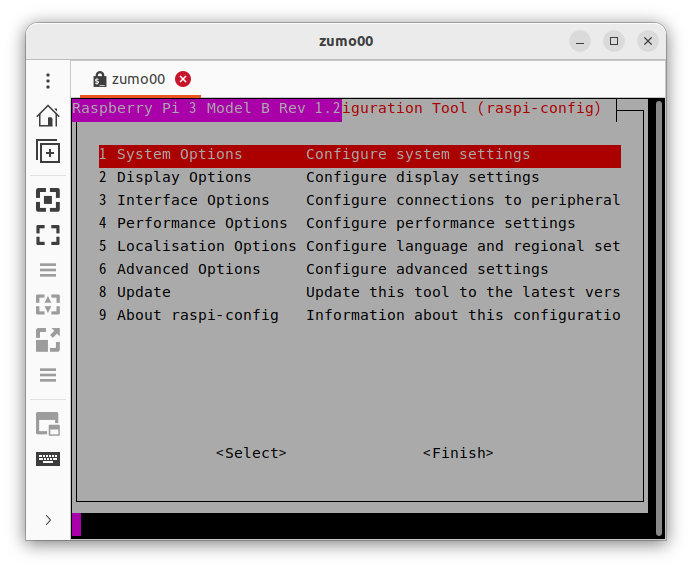 zumo00
zumo00
Raspberry Pi 3 Model B Rev 1.2iguration Tool (raspi-config)
1 System Options Configure system settings
2 Display Options Configure display settings
3 Interface Options Configure connections to peripheral
4 Performance Options Configure performance settings
5 Localisation Options Configure language and regional set
6 Advanced Options Configure advanced settings
8 Update Update this tool to the latest vers
9 About raspi-config Information about this configuratio
<Select> <Finish>